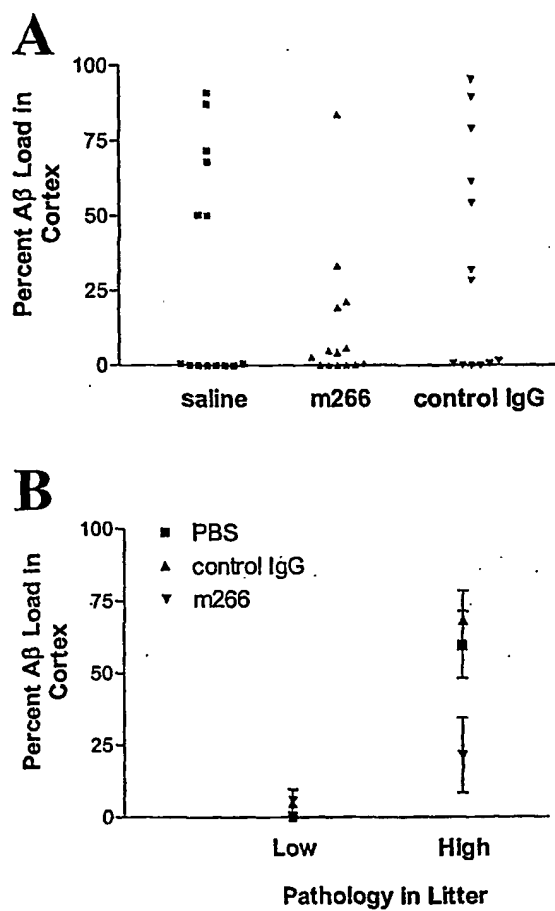 A
Percent Aβ Load in
Cortex
100
75
50
25
0
saline m266 control IgG
B
Percent Aβ Load in
Cortex
100
75
50
25
0
PBS
control IgG
m266
Low High
Pathology in Litter